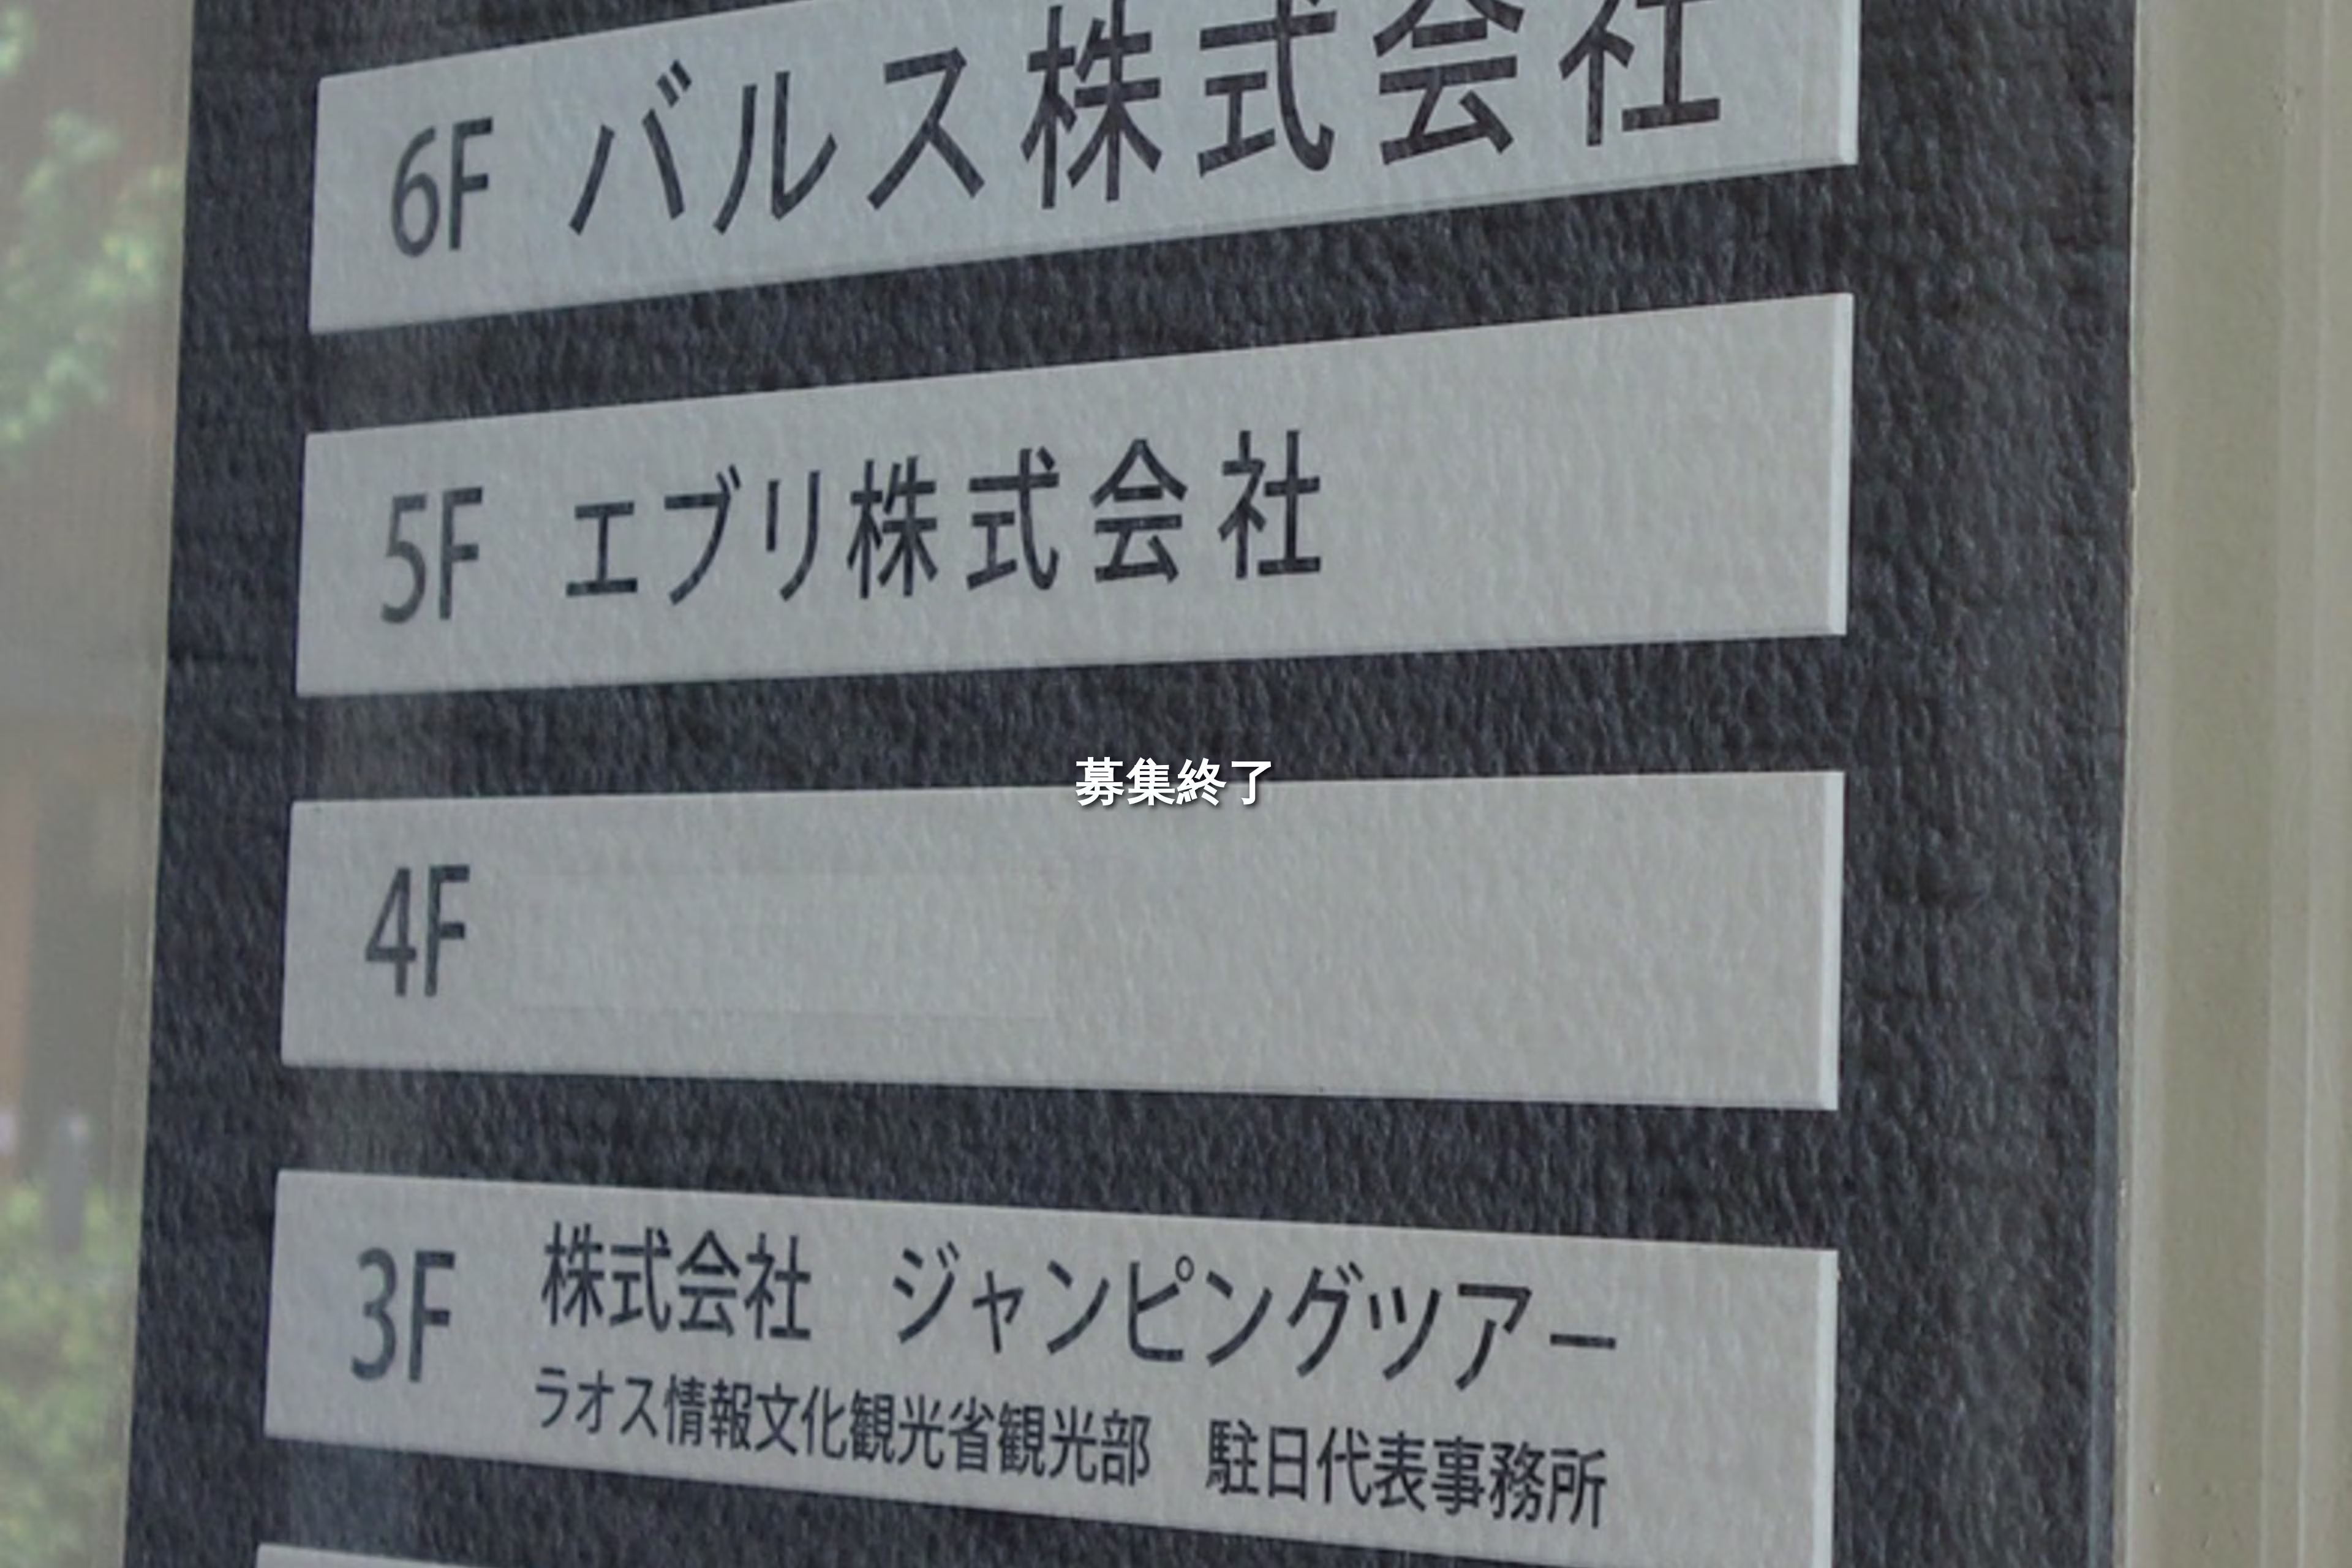 6F バルス株式会社
5F エブリ株式会社
募集終了
4F
3F 株式会社 ジャンピングツアー
ラオス情報文化観光省観光部 駐日代表事務所